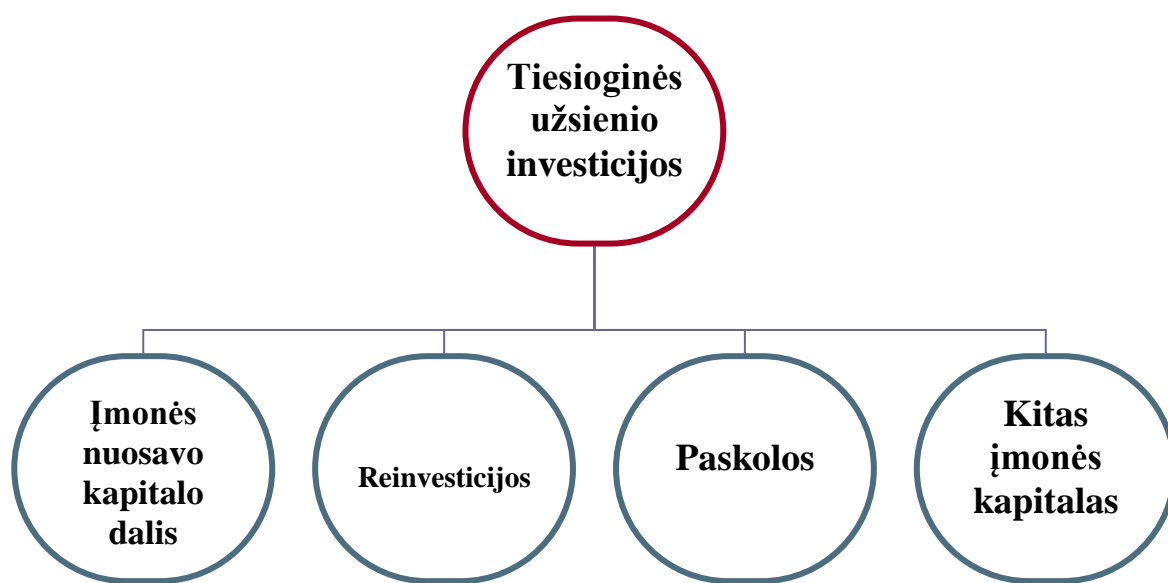 Tiesioginės
užsienio
investicijos
Įmonės
nuosavo
kapitalo
dalis
Reinvesticijos
Paskolos
Kitas
įmonės
kapitalas